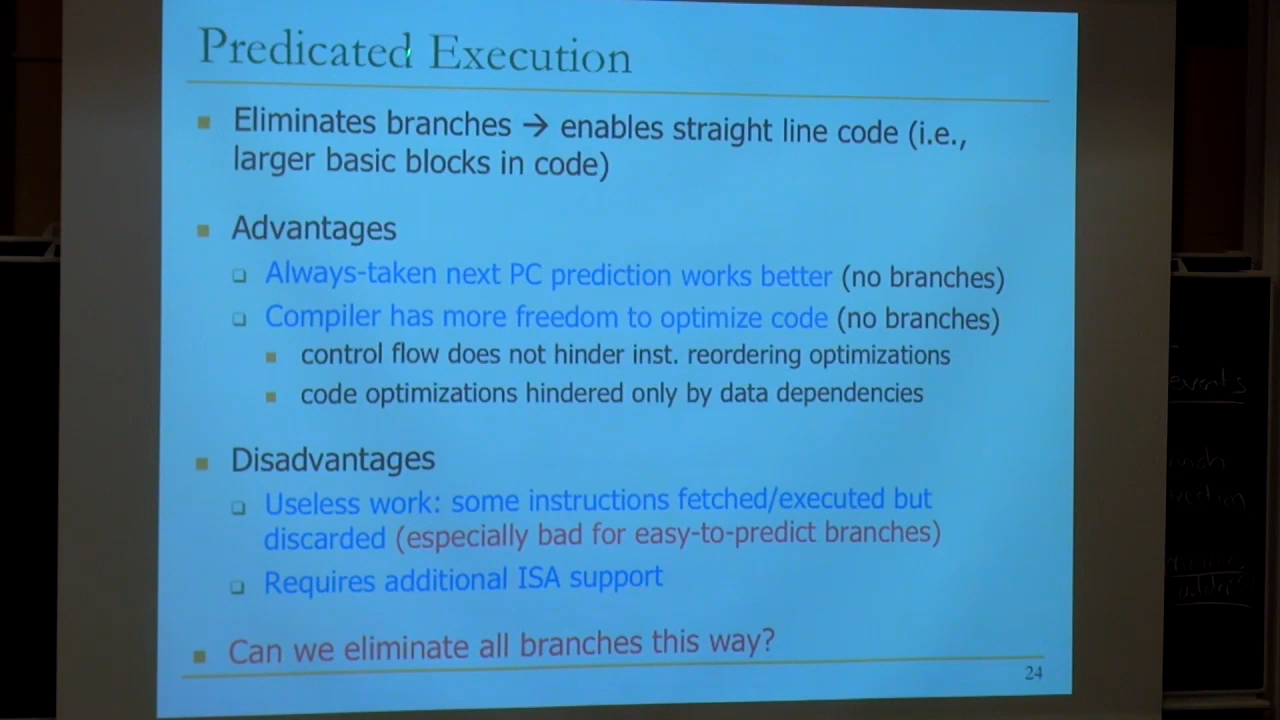 Predicated Execution
Eliminates branches → enables straight line code (i.e.,
larger basic blocks in code)
Advantages
Always-taken next PC prediction works better (no branches)
Compiler has more freedom to optimize code (no branches)
control flow does not hinder inst. reordering optimizations
code optimizations hindered only by data dependencies
Disadvantages
Useless work: some instructions fetched/executed but
discarded (especially bad for easy-to-predict branches)
Requires additional ISA support
Can we eliminate all branches this way?
24
events